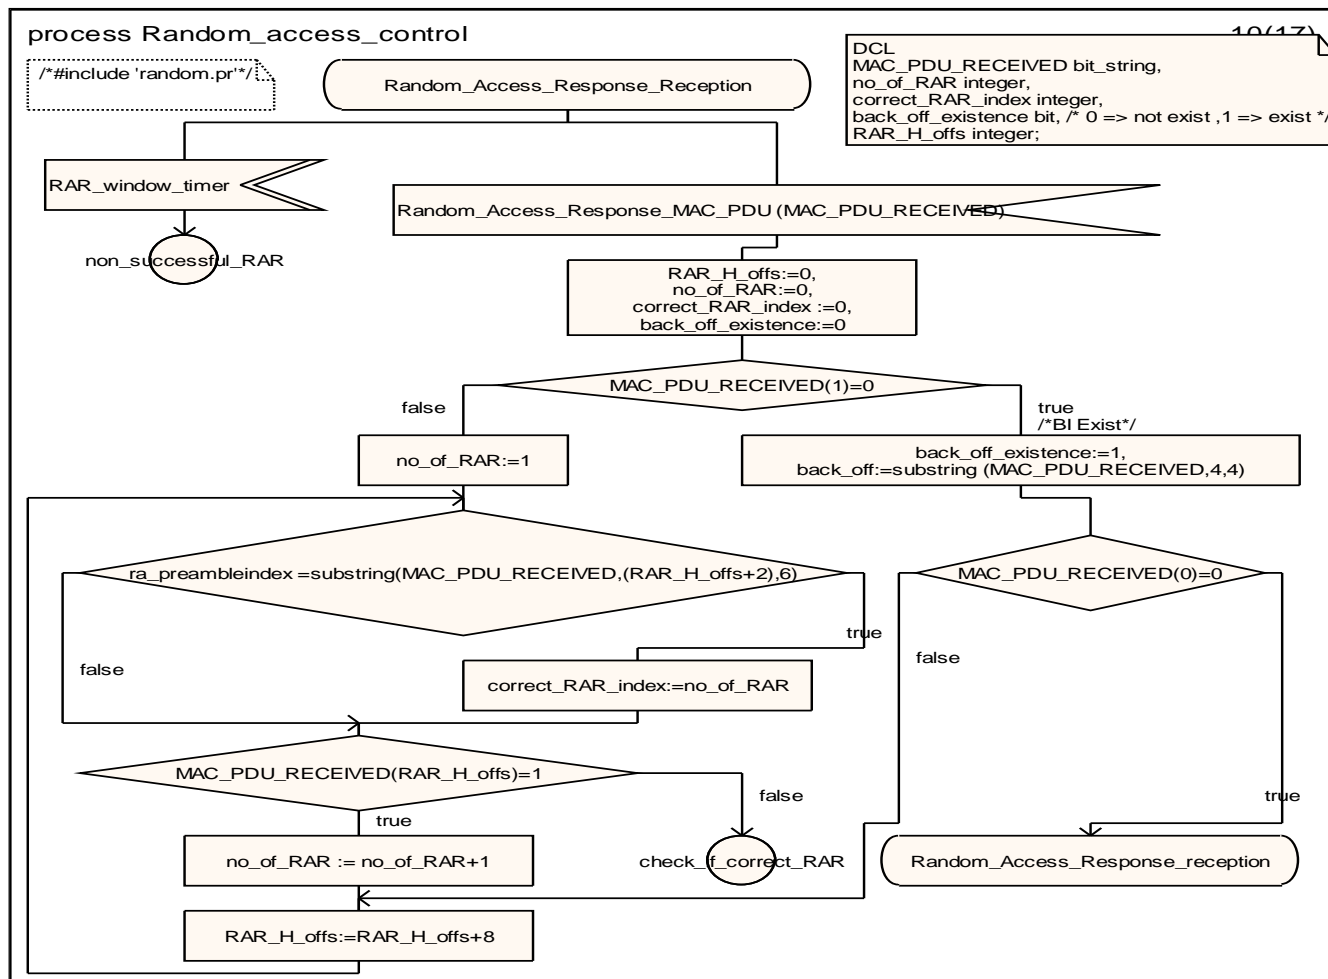 process Random_access_control
10(17)
/*#include 'random.pr'*/
Random_Access_Response_Reception
DCL
MAC_PDU_RECEIVED bit_string,
no_of_RAR integer,
correct_RAR_index integer,
back_off_existence bit, /* 0 => not exist ,1 => exist */
RAR_H_offs integer;
RAR_window_timer
Random_Access_Response_MAC_PDU (MAC_PDU_RECEIVED)
non_successful_RAR
RAR_H_offs:=0,
no_of_RAR:=0,
correct_RAR_index :=0,
back_off_existence:=0
MAC_PDU_RECEIVED(1)=0
false
true
/*BI Exist*/
no_of_RAR:=1
back_off_existence:=1,
back_off:=substring (MAC_PDU_RECEIVED,4,4)
ra_preambleindex =substring(MAC_PDU_RECEIVED,(RAR_H_offs+2),6)
MAC_PDU_RECEIVED(0)=0
true
false
false
correct_RAR_index:=no_of_RAR
MAC_PDU_RECEIVED(RAR_H_offs)=1
false
true
true
no_of_RAR := no_of_RAR+1
check_if_correct_RAR
Random_Access_Response_reception
RAR_H_offs:=RAR_H_offs+8